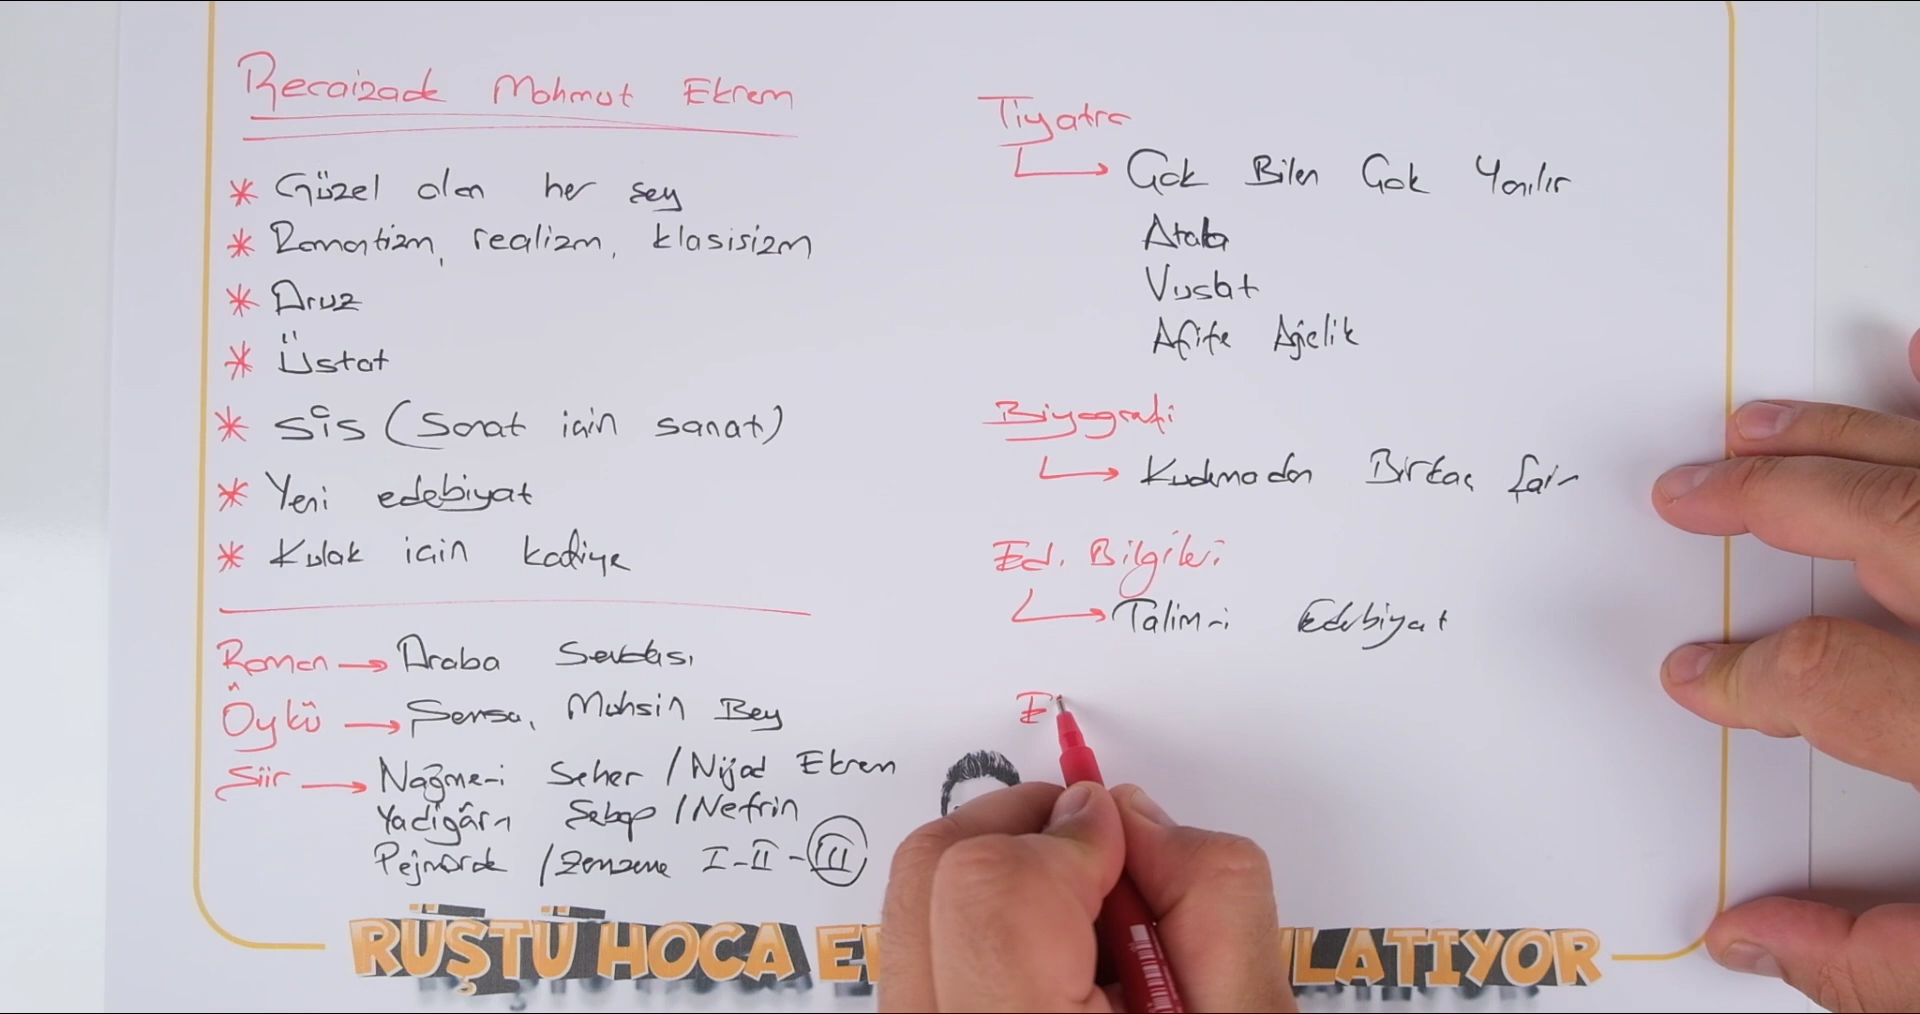 Recaizade Mahmut Ekrem
* Güzel olan her şey
* Romantizm, realizm, klasisizm
* Aruz
* Üstat
* SİS (Sanat için sanat)
* Yeni edebiyat
* Kulak için kafiye
Roman → Araba Sevdası
Öykü → Şemsa, Muhsin Bey
Şiir → Nağme-i Seher / Nijad Ekrem
Yadigâr-ı Şebap / Nefrin
Pejmürde / Zemzeme I-II-III
Tiyatro
Çok Bilen Çok Yanılır
Atala
Vuslat
Afife Anjelik
Biyografi
→ Kudemadan Birkaç Şair
Ed. Bilgileri
→ Talim-i Edebiyat
E
RÜŞTÜ HOCA